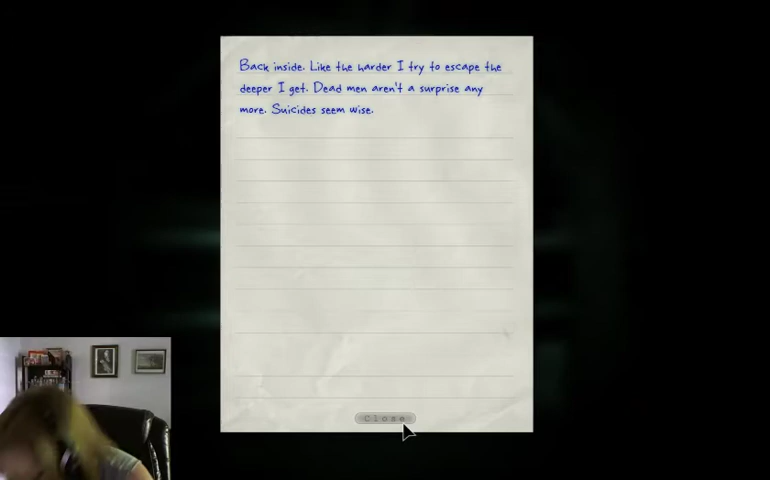 Back inside. Like the harder I try to escape the
deeper I get. Dead men aren't a surprise any
more. Suicides seem wise.
Close